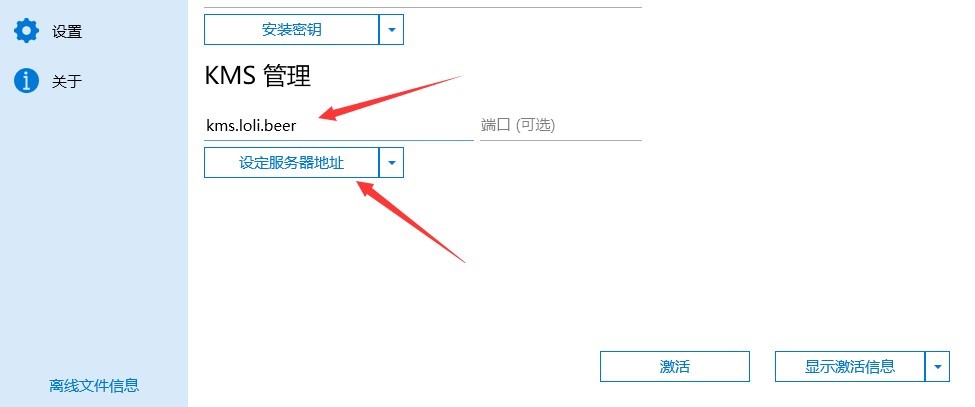 设置
关于
安装密钥
KMS 管理
kms.loli.beer
端口 (可选)
设定服务器地址
离线文件信息
激活
显示激活信息